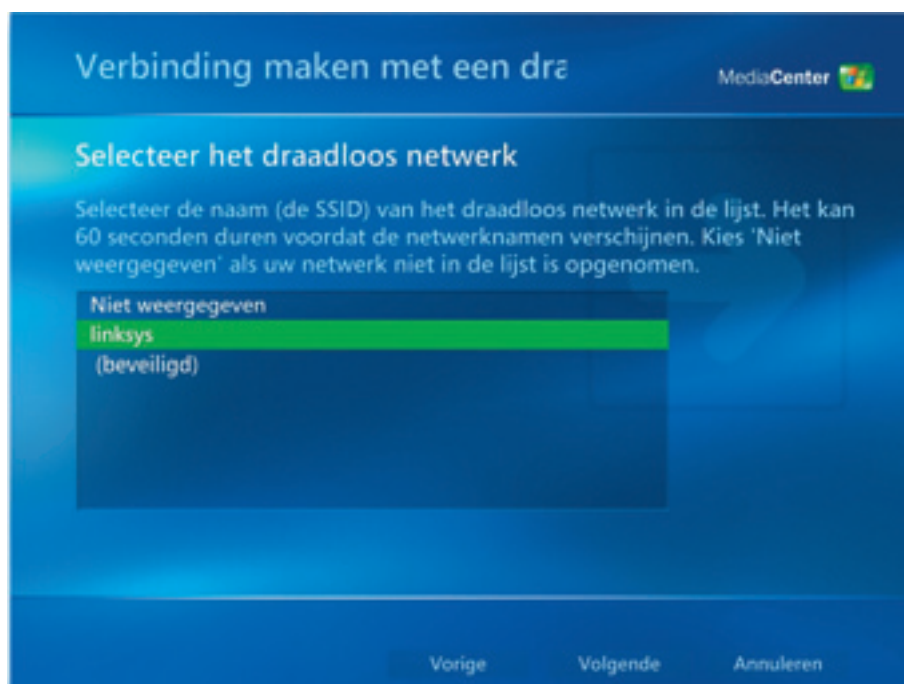 Verbinding maken met een dra
MediaCenter
Selecteer het draadloos netwerk
Selecteer de naam (de SSID) van het draadloos netwerk in de lijst. Het kan
60 seconden duren voordat de netwerknamen verschijnen. Kies 'Niet
weergegeven' als uw netwerk niet in de lijst is opgenomen.
Niet weergegeven
linksys
(beveiligd)
Vorige Volgende Annuleren